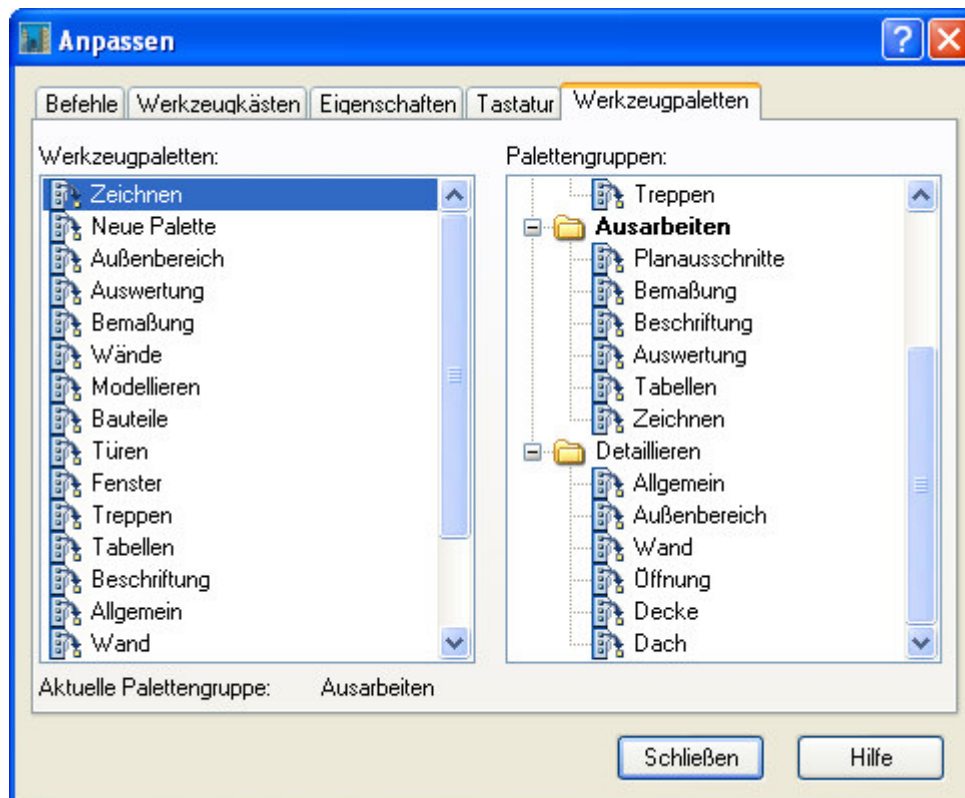 Anpassen
Befehle Werkzeugkästen Eigenschaften Tastatur Werkzeugpaletten
Werkzeugpaletten:
Zeichnen
Neue Palette
Außenbereich
Auswertung
Bemaßung
Wände
Modellieren
Bauteile
Türen
Fenster
Treppen
Tabellen
Beschriftung
Allgemein
Wand
Palettengruppen:
Treppen
Ausarbeiten
Planausschnitte
Bemaßung
Beschriftung
Auswertung
Tabellen
Zeichnen
Detaillieren
Allgemein
Außenbereich
Wand
Öffnung
Decke
Dach
Aktuelle Palettengruppe: Ausarbeiten
Schließen Hilfe